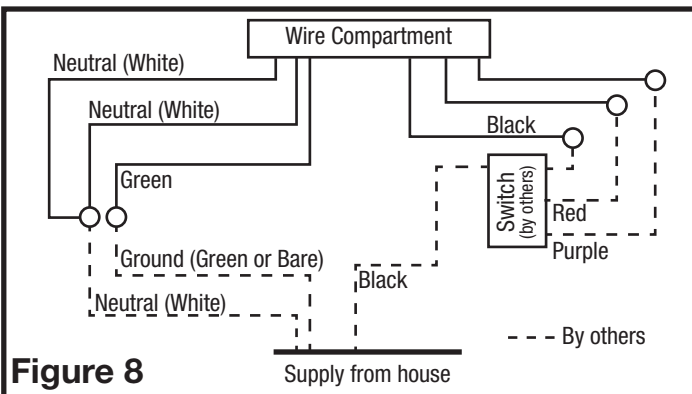 Wire Compartment
Neutral (White)
Neutral (White)
Black
Green
Switch
(by others)
Red
Purple
Ground (Green or Bare)
Black
Neutral (White)
By others
Figure 8
Supply from house